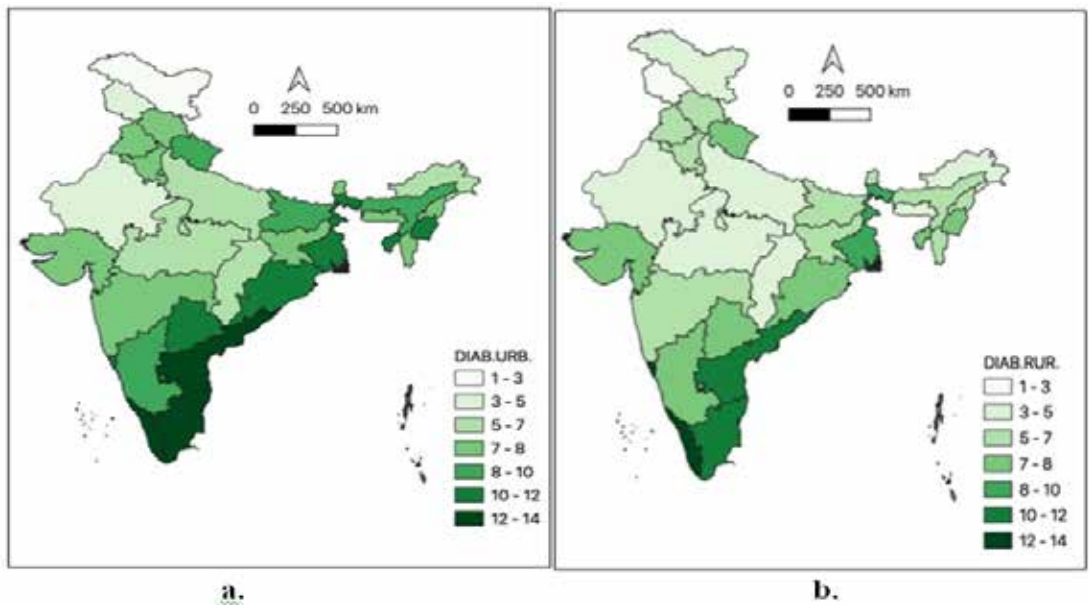 0 250 500 km
DIAB.URB.
1 - 3
3 - 5
5 - 7
7 - 8
8 - 10
10 - 12
12 - 14
a.
0 250 500 km
DIAB.RUR.
1 - 3
3 - 5
5 - 7
7 - 8
8 - 10
10 - 12
12 - 14
b.